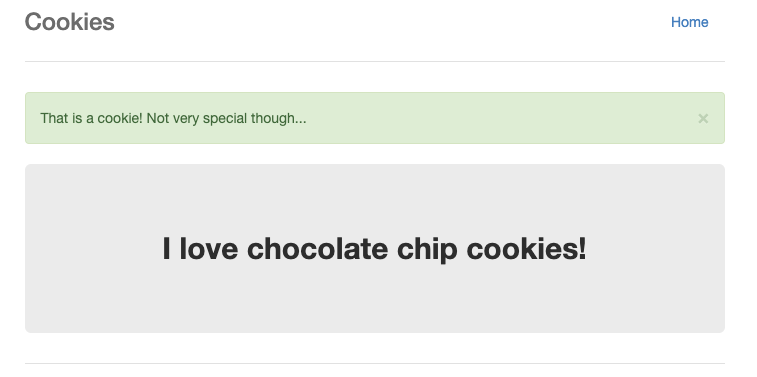 Cookies
Home
That is a cookie! Not very special though...
×
I love chocolate chip cookies!